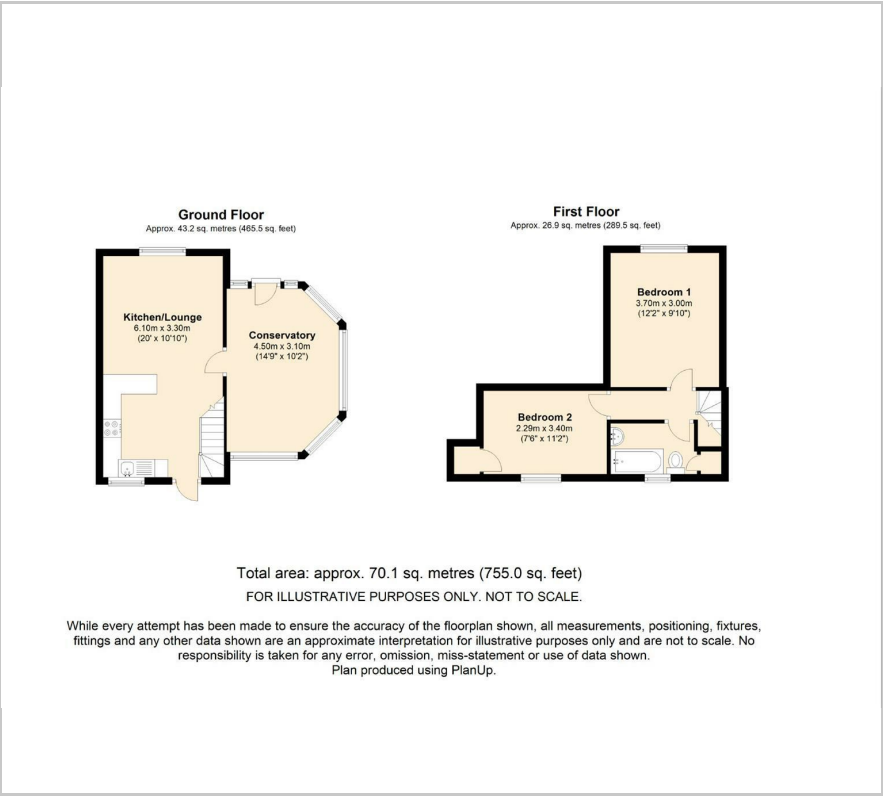 Ground Floor
Approx. 43.2 sq. metres (465.5 sq. feet)
Kitchen/Lounge
6.10m x 3.30m
(20' x 10'10")
Conservatory
4.50m x 3.10m
(14'9" x 10'2")
First Floor
Approx. 26.9 sq. metres (289.5 sq. feet)
Bedroom 1
3.70m x 3.00m
(12'2" x 9'10")
Bedroom 2
2.29m x 3.40m
(7'6" x 11'2")
Total area: approx. 70.1 sq. metres (755.0 sq. feet)
FOR ILLUSTRATIVE PURPOSES ONLY. NOT TO SCALE.
While every attempt has been made to ensure the accuracy of the floorplan shown, all measurements, positioning, fixtures,
fittings and any other data shown are an approximate interpretation for illustrative purposes only and are not to scale. No
responsibility is taken for any error, omission, miss-statement or use of data shown.
Plan produced using PlanUp.